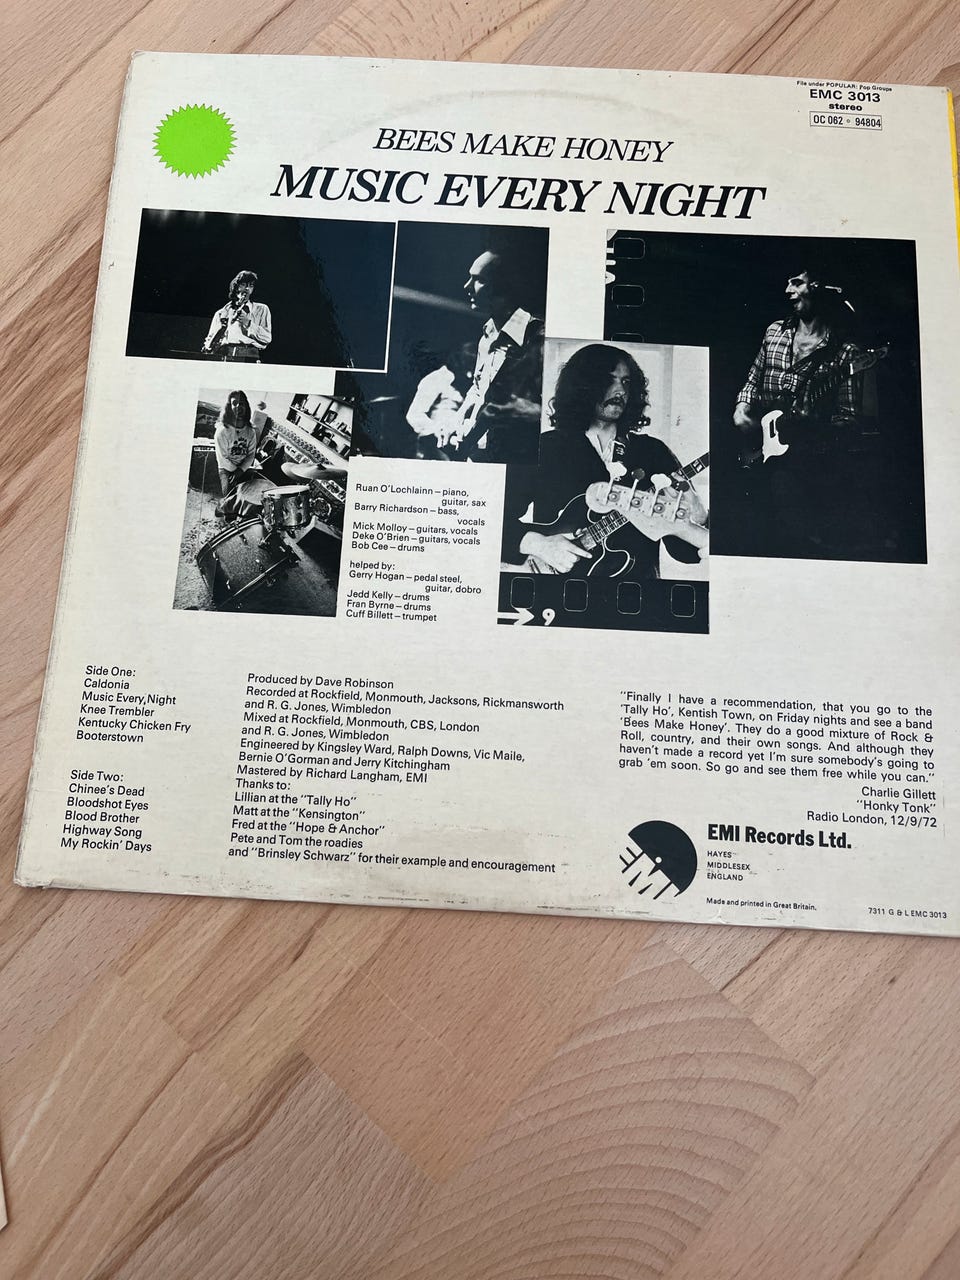 File under POPULAR: Pop Groups
EMC 3013
stereo
OC 062 ◦ 94804
BEES MAKE HONEY
MUSIC EVERY NIGHT
Ruan O'Lochlainn — piano,
guitar, sax
Barry Richardson — bass,
vocals
Mick Molloy — guitars, vocals
Deke O'Brien — guitars, vocals
Bob Cee — drums
helped by:
Gerry Hogan — pedal steel,
guitar, dobro
Jedd Kelly — drums
Fran Byrne — drums
Cuff Billett — trumpet
9
Side One:
Caldonia
Music Every Night
Knee Trembler
Kentucky Chicken Fry
Booterstown
Side Two:
Chinee's Dead
Bloodshot Eyes
Blood Brother
Highway Song
My Rockin' Days
Produced by Dave Robinson
Recorded at Rockfield, Monmouth, Jacksons, Rickmansworth
and R. G. Jones, Wimbledon
Mixed at Rockfield, Monmouth, CBS, London
and R. G. Jones, Wimbledon
Engineered by Kingsley Ward, Ralph Downs, Vic Maile,
Bernie O'Gorman and Jerry Kitchingham
Mastered by Richard Langham, EMI
Thanks to:
Lillian at the "Tally Ho"
Matt at the "Kensington"
Fred at the "Hope & Anchor"
Pete and Tom the roadies
and "Brinsley Schwarz" for their example and encouragement
"Finally I have a recommendation, that you go to the
'Tally Ho', Kentish Town, on Friday nights and see a band
'Bees Make Honey'. They do a good mixture of Rock &
Roll, country, and their own songs. And although they
haven't made a record yet I'm sure somebody's going to
grab 'em soon. So go and see them free while you can."
Charlie Gillett
"Honky Tonk"
Radio London, 12/9/72
EMI
EMI Records Ltd.
HAYES
MIDDLESEX
ENGLAND
Made and printed in Great Britain.
7311 G & L EMC 3013